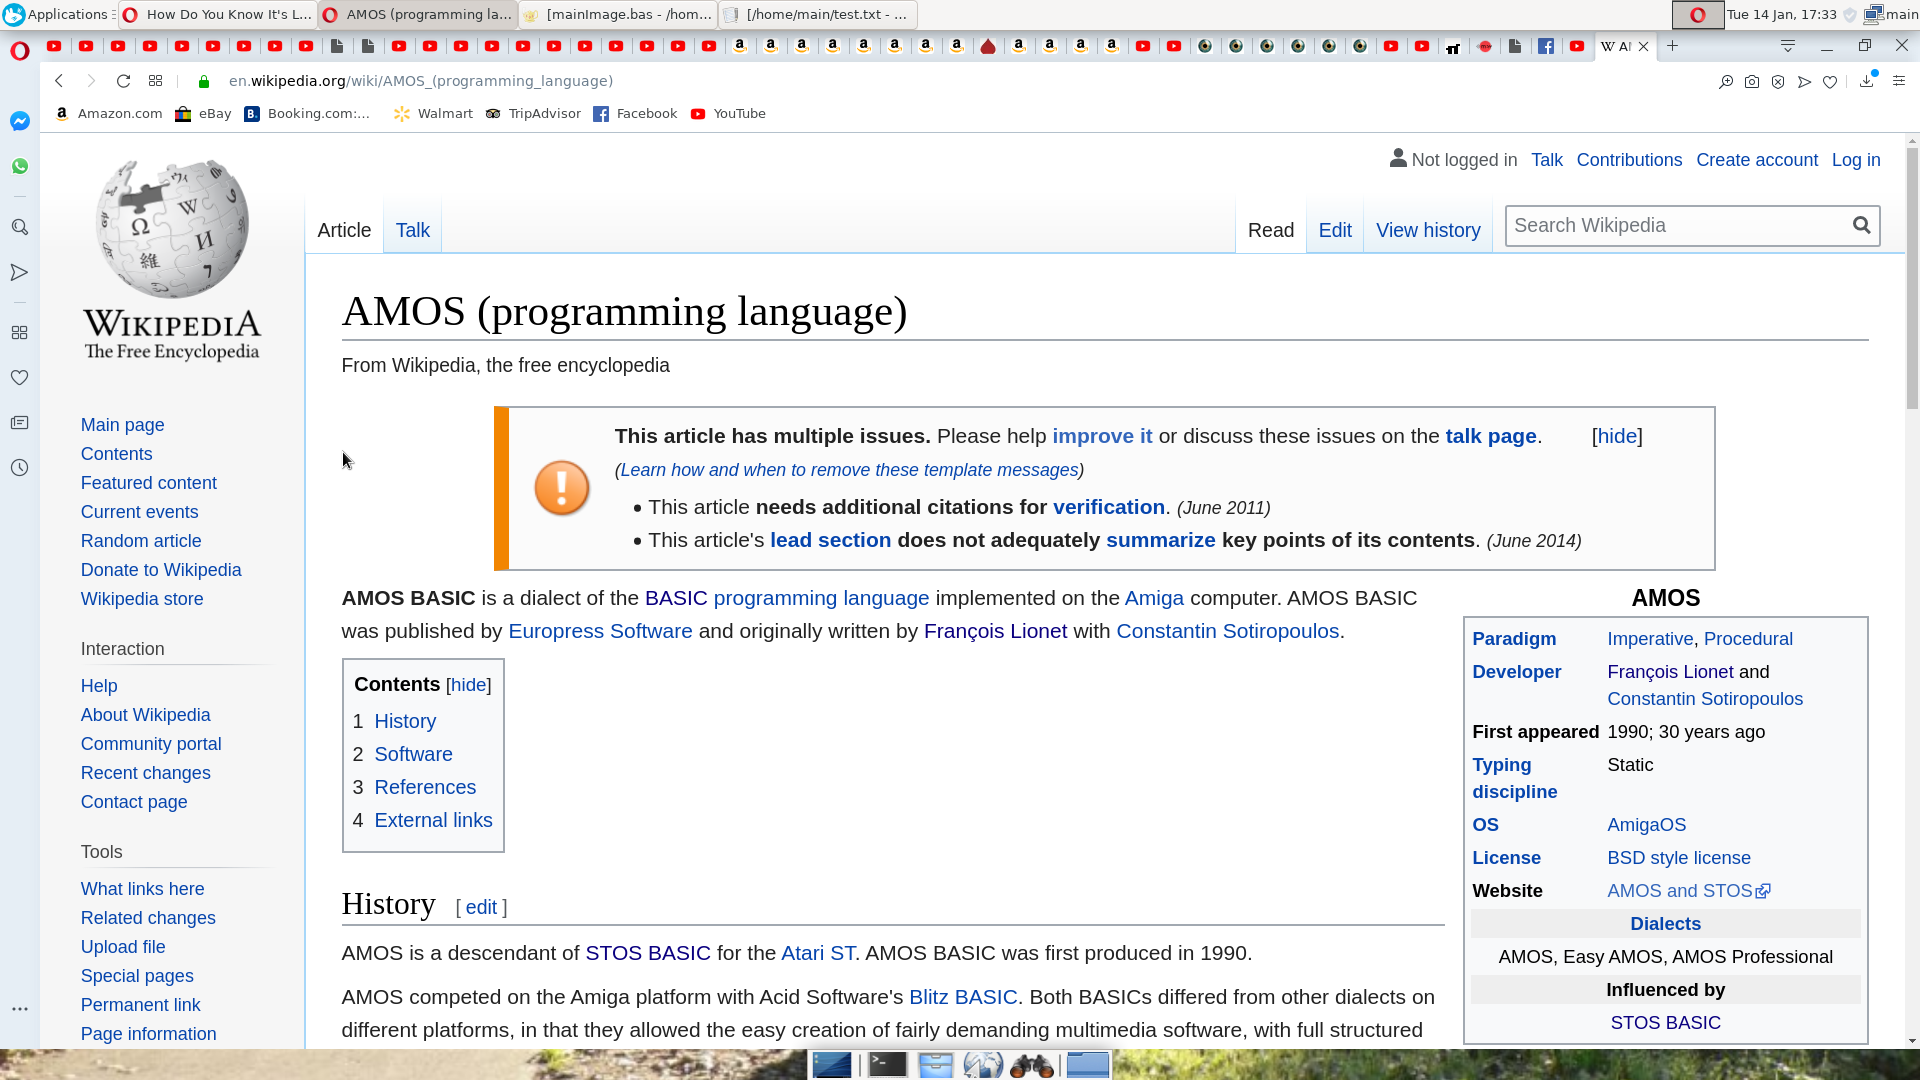 Applications
How Do You Know It's L...
AMOS (programming la...
[mainImage.bas - /hom...
[/home/main/test.txt - ...
Tue 14 Jan, 17:33
main
en.wikipedia.org/wiki/AMOS_(programming_language)
Amazon.com eBay Booking.com:... Walmart TripAdvisor Facebook YouTube
Not logged in Talk Contributions Create account Log in
Article Talk Read Edit View history Search Wikipedia
WIKIPEDIA
The Free Encyclopedia
Main page
Contents
Featured content
Current events
Random article
Donate to Wikipedia
Wikipedia store
Interaction
Help
About Wikipedia
Community portal
Recent changes
Contact page
Tools
What links here
Related changes
Upload file
Special pages
Permanent link
Page information
AMOS (programming language)
From Wikipedia, the free encyclopedia
This article has multiple issues. Please help improve it or discuss these issues on the talk page. [hide]
(Learn how and when to remove these template messages)
• This article needs additional citations for verification. (June 2011)
• This article's lead section does not adequately summarize key points of its contents. (June 2014)
AMOS BASIC is a dialect of the BASIC programming language implemented on the Amiga computer. AMOS BASIC
was published by Europress Software and originally written by François Lionet with Constantin Sotiropoulos.
Contents [hide]
1 History
2 Software
3 References
4 External links
History [ edit ]
AMOS is a descendant of STOS BASIC for the Atari ST. AMOS BASIC was first produced in 1990.
AMOS competed on the Amiga platform with Acid Software's Blitz BASIC. Both BASICs differed from other dialects on
different platforms, in that they allowed the easy creation of fairly demanding multimedia software, with full structured
AMOS
Paradigm Imperative, Procedural
Developer François Lionet and
Constantin Sotiropoulos
First appeared 1990; 30 years ago
Typing Static
discipline
OS AmigaOS
License BSD style license
Website AMOS and STOS
Dialects
AMOS, Easy AMOS, AMOS Professional
Influenced by
STOS BASIC